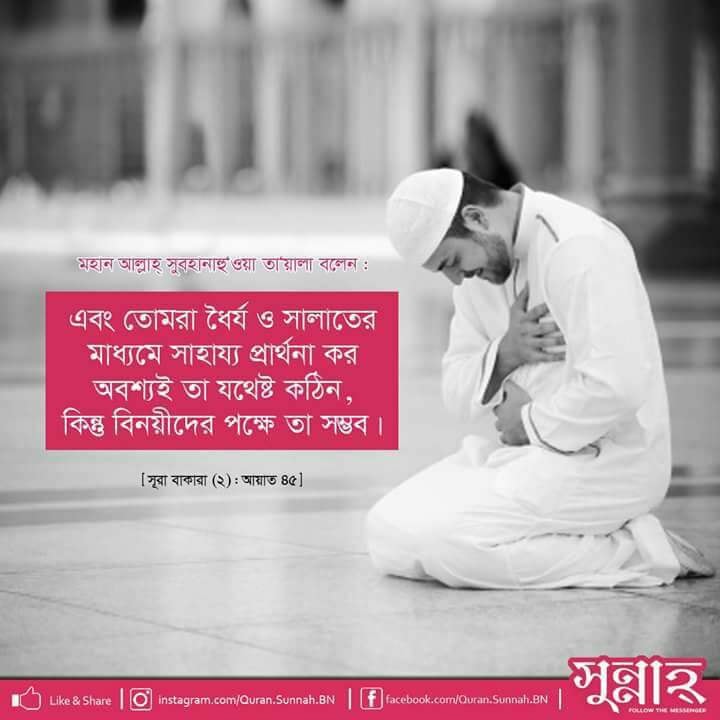 মহান আল্লাহ্ সুবহানাহু'ওয়া তা'য়ালা বলেন :
এবং তোমরা ধৈর্য ও সালাতের
মাধ্যমে সাহায্য প্রার্থনা কর
অবশ্যই তা যথেষ্ট কঠিন,
কিন্তু বিনয়ীদের পক্ষে তা সম্ভব।
[ সূরা বাকারা (২) : আয়াত ৪৫ ]
সুন্নাহ
FOLLOW THE MESSENGER
Like & Share | instagram.com/Quran.Sunnah.BN | facebook.com/Quran.Sunnah.BN |